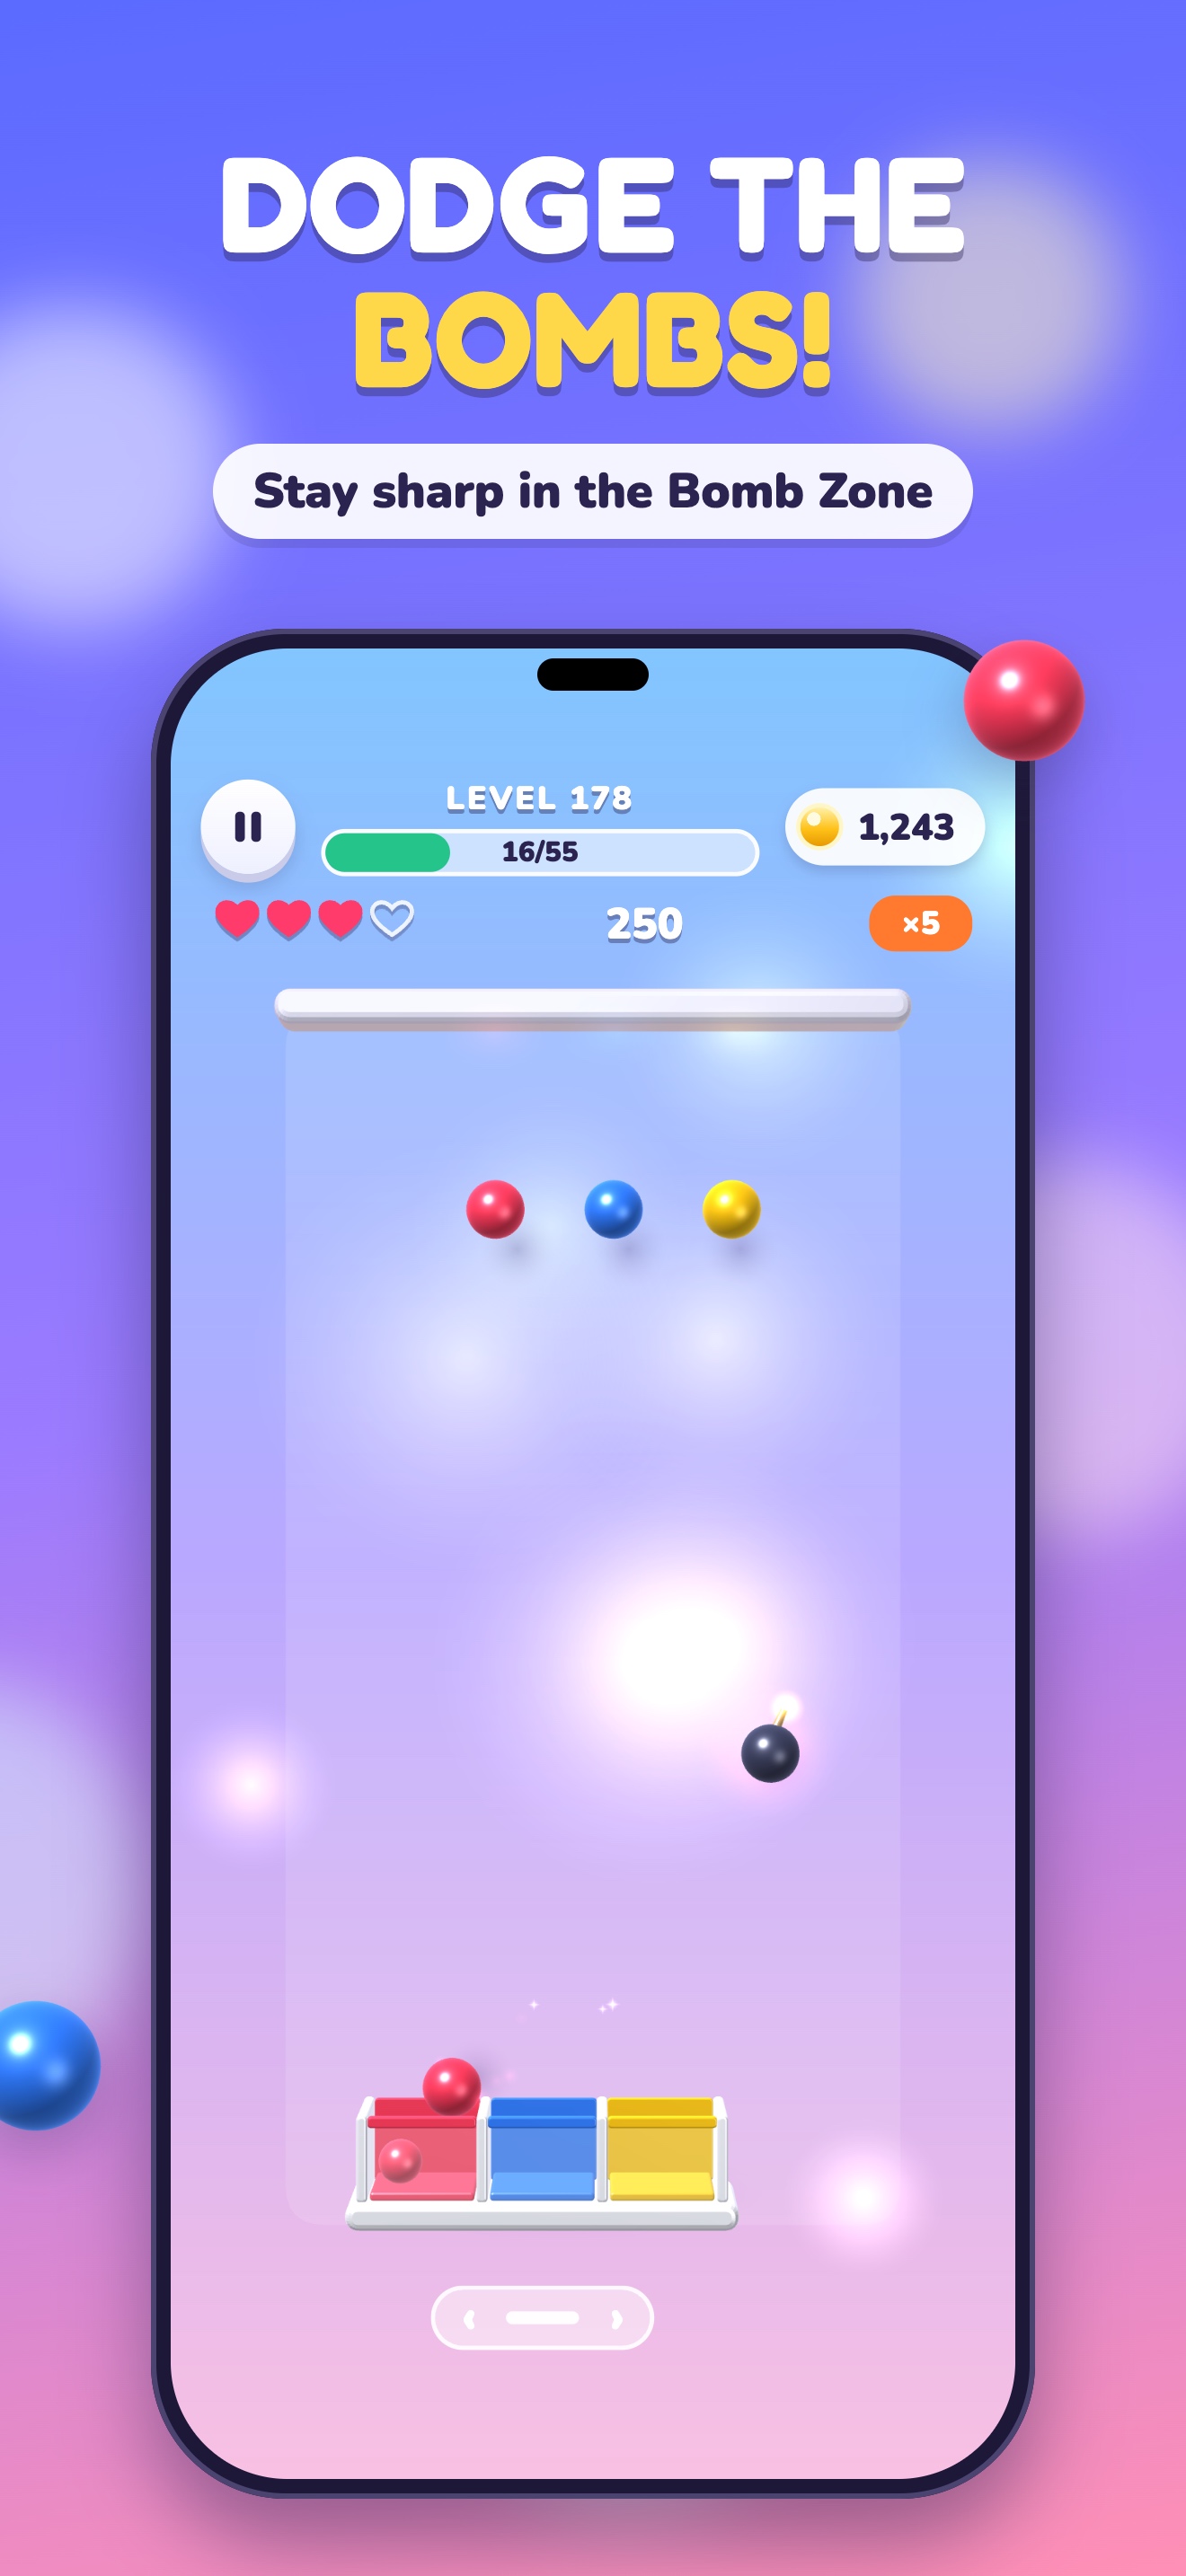 DODGE THE
BOMBS!
Stay sharp in the Bomb Zone
LEVEL 178
1,243
16/55
250
×5